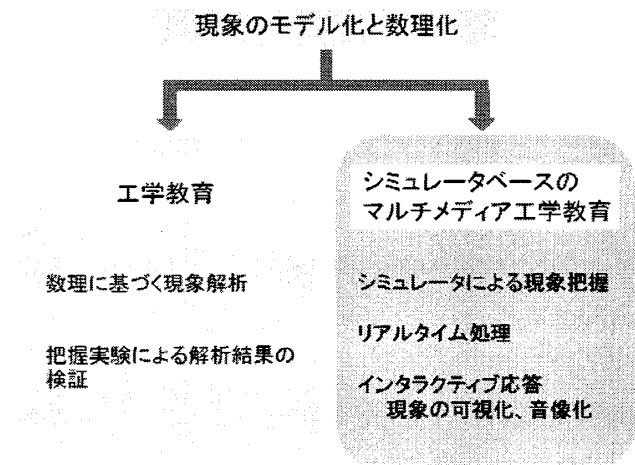 現象のモデル化と数理化
工学教育
数理に基づく現象解析
把握実験による解析結果の
検証
シミュレータベースの
マルチメディア工学教育
シミュレータによる現象把握
リアルタイム処理
インタラクティブ応答
現象の可視化、音像化